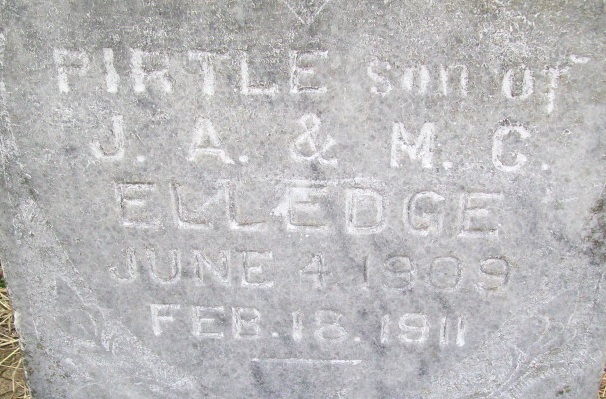 PIRTLE son of
J. A. & M. C.
ELLEDGE
JUNE 4 1909
FEB. 18. 1911